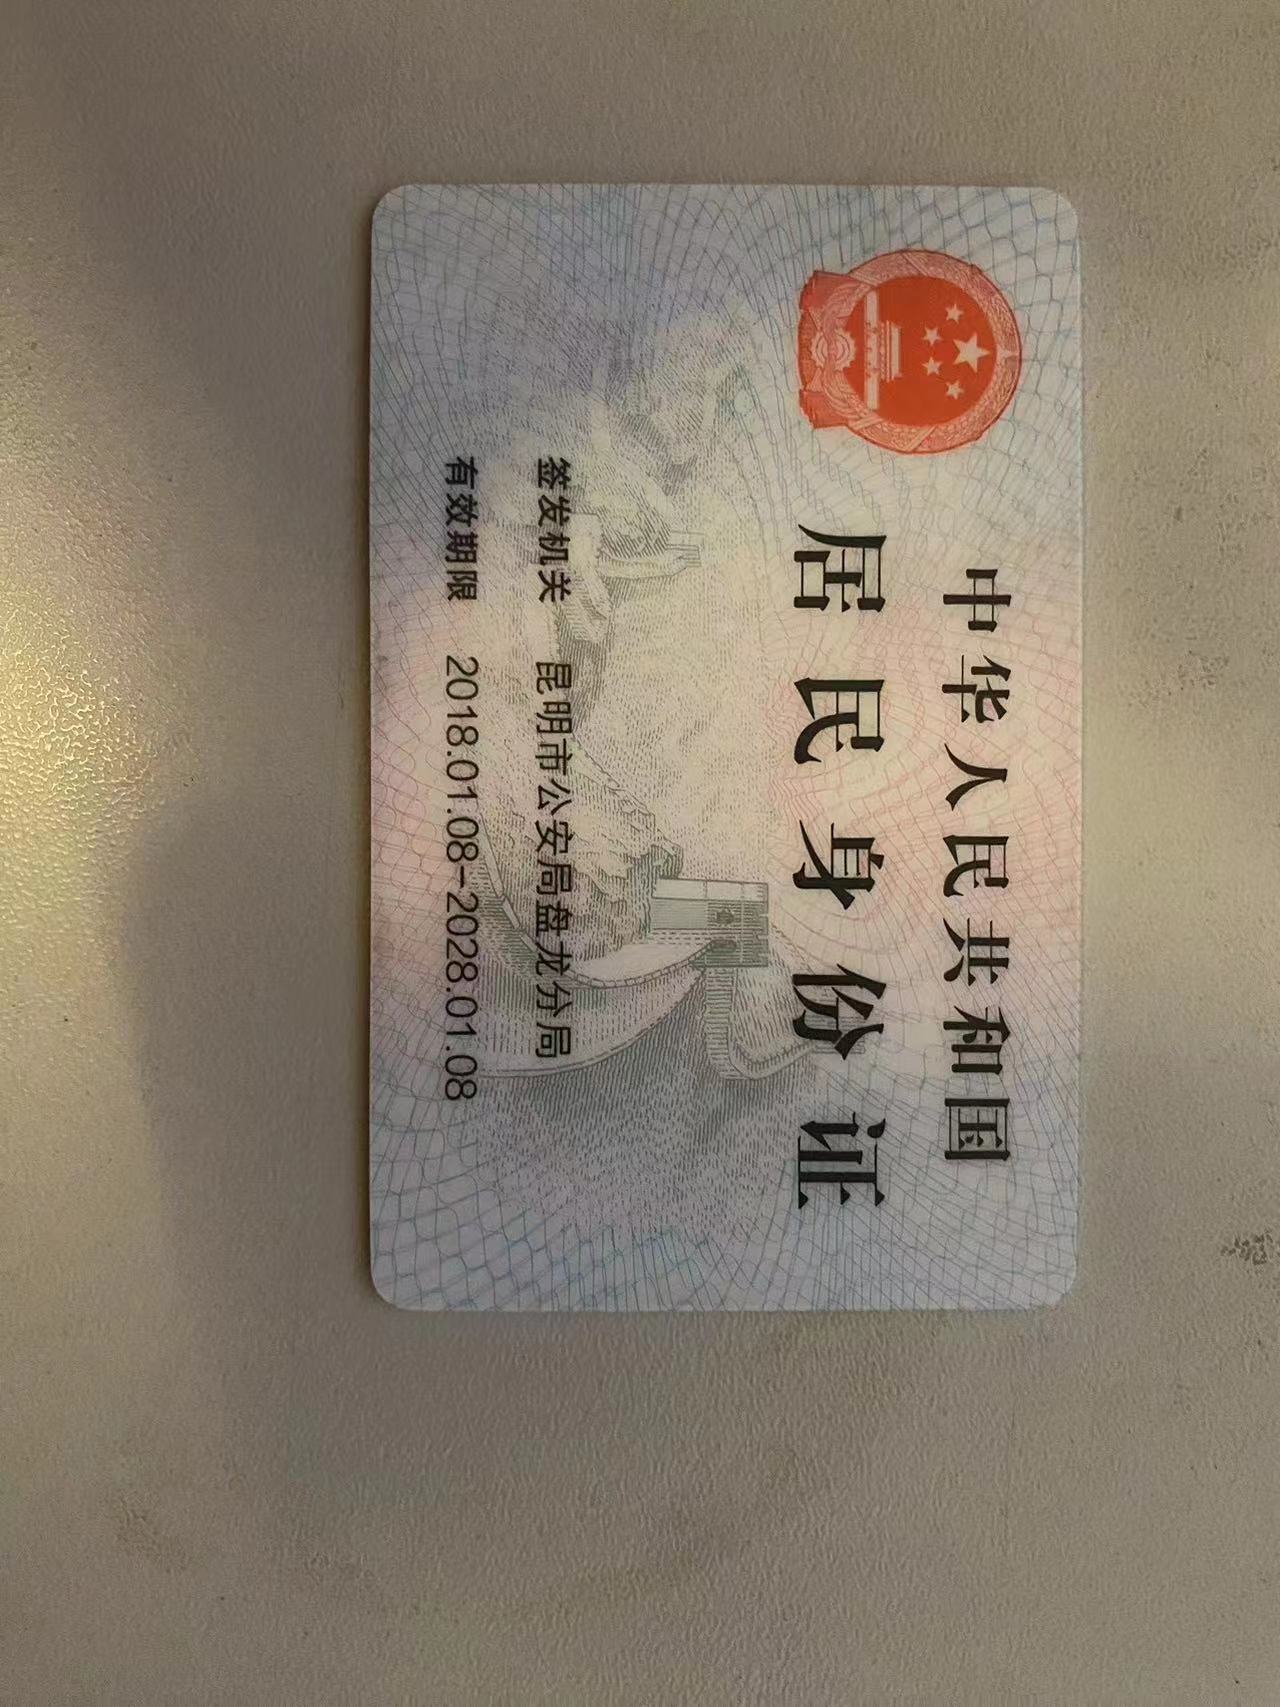 中华人民共和国
居民身份证
签发机关 昆明市公安局盘龙分局
有效期限 2018.01.08-2028.01.08